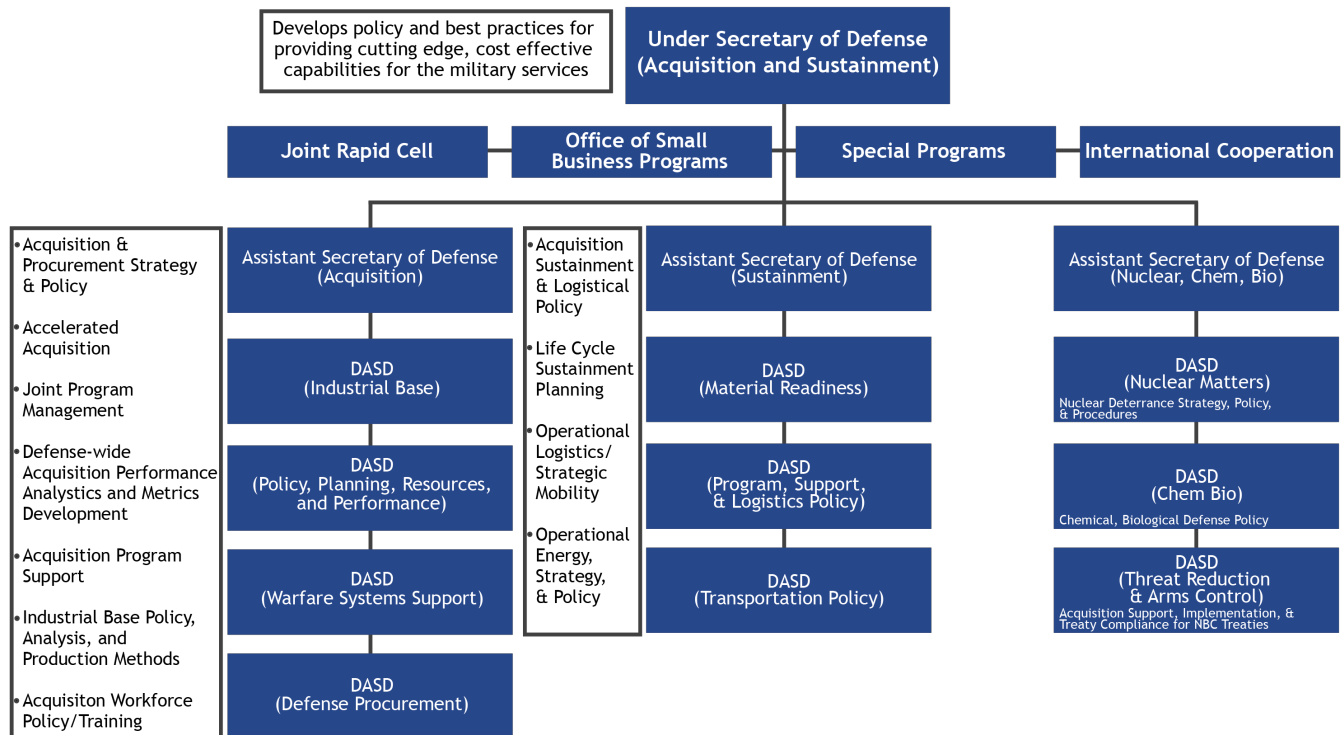 Develops policy and best practices for
providing cutting edge, cost effective
capabilities for the military services
Under Secretary of Defense
(Acquisition and Sustainment)
Joint Rapid Cell
Office of Small
Business Programs
Special Programs
International Cooperation
•Acquisition &
Procurement Strategy
& Policy
•Accelerated
Acquisition
•Joint Program
Management
•Defense-wide
Acquisition Performance
Analystics and Metrics
Development
•Acquisition Program
Support
•Industrial Base Policy,
Analysis, and
Production Methods
•Acquisiton Workforce
Policy/Training
Assistant Secretary of Defense
(Acquisition)
DASD
(Industrial Base)
DASD
(Policy, Planning, Resources,
and Performance)
DASD
(Warfare Systems Support)
DASD
(Defense Procurement)
•Acquisition
Sustainment
& Logistical
Policy
•Life Cycle
Sustainment
Planning
•Operational
Logistics/
Strategic
Mobility
•Operational
Energy,
Strategy,
& Policy
Assistant Secretary of Defense
(Sustainment)
DASD
(Material Readiness)
DASD
(Program, Support,
& Logistics Policy)
DASD
(Transportation Policy)
Assistant Secretary of Defense
(Nuclear, Chem, Bio)
DASD
(Nuclear Matters)
Nuclear Deterrance Strategy, Policy,
& Procedures
DASD
(Chem Bio)
Chemical, Biological Defense Policy
DASD
(Threat Reduction
& Arms Control)
Acquisition Support, Implementation, &
Treaty Compliance for NBC Treaties